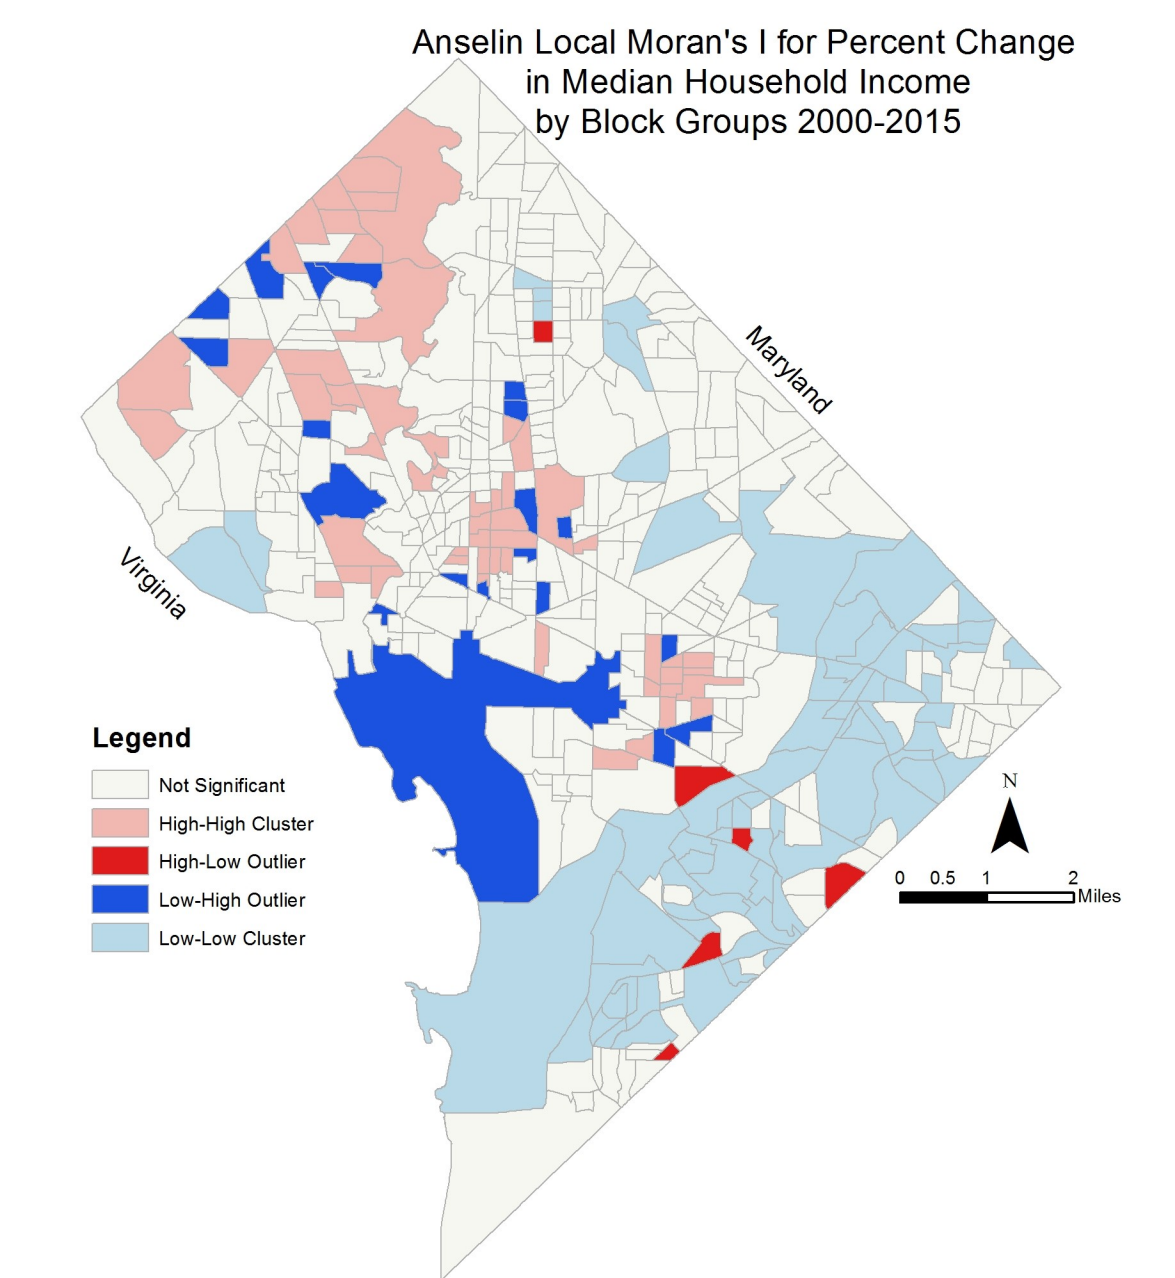 Anselin Local Moran's I for Percent Change
in Median Household Income
by Block Groups 2000-2015
Maryland
Virginia
Legend
Not Significant
High-High Cluster
High-Low Outlier
Low-High Outlier
Low-Low Cluster
N
0 0.5 1 2
Miles